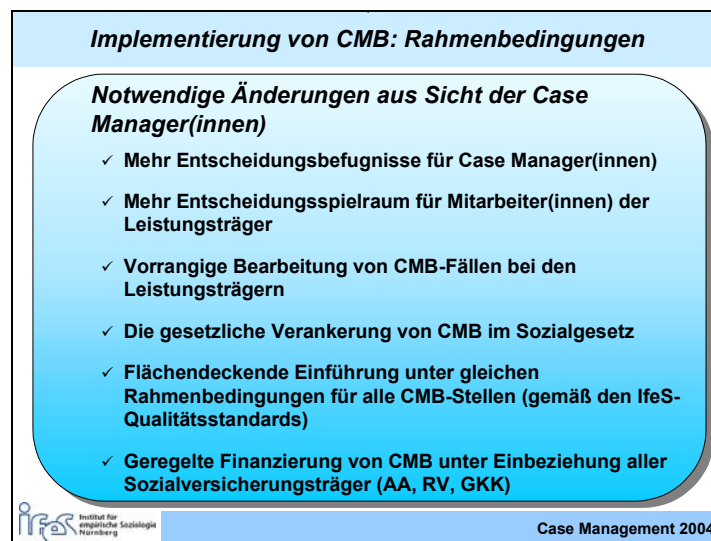 Implementierung von CMB: Rahmenbedingungen
Notwendige Änderungen aus Sicht der Case
Manager(innen)
✓ Mehr Entscheidungsbefugnisse für Case Manager(innen)
✓ Mehr Entscheidungsspielraum für Mitarbeiter(innen) der
Leistungsträger
✓ Vorrangige Bearbeitung von CMB-Fällen bei den
Leistungsträgern
✓ Die gesetzliche Verankerung von CMB im Sozialgesetz
✓ Flächendeckende Einführung unter gleichen
Rahmenbedingungen für alle CMB-Stellen (gemäß den IfeS-
Qualitätsstandards)
✓ Geregelte Finanzierung von CMB unter Einbeziehung aller
Sozialversicherungsträger (AA, RV, GKK)
ifes
Institut für
empirische Soziologie
Nürnberg
Case Management 2004